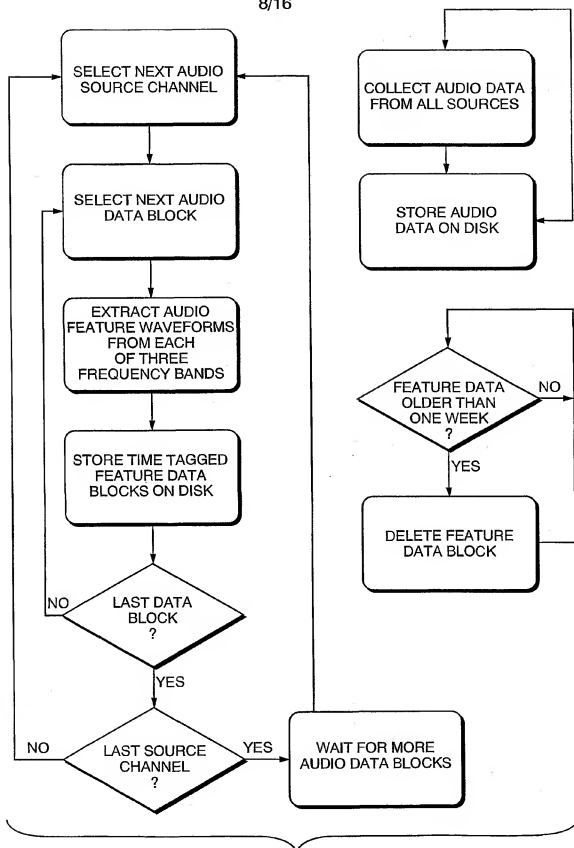 8/16
SELECT NEXT AUDIO
SOURCE CHANNEL
SELECT NEXT AUDIO
DATA BLOCK
EXTRACT AUDIO
FEATURE WAVEFORMS
FROM EACH
OF THREE
FREQUENCY BANDS
STORE TIME TAGGED
FEATURE DATA
BLOCKS ON DISK
NO
LAST DATA
BLOCK
?
YES
NO
LAST SOURCE
CHANNEL
?
YES
WAIT FOR MORE
AUDIO DATA BLOCKS
COLLECT AUDIO DATA
FROM ALL SOURCES
STORE AUDIO
DATA ON DISK
FEATURE DATA
OLDER THAN
ONE WEEK
?
NO
YES
DELETE FEATURE
DATA BLOCK